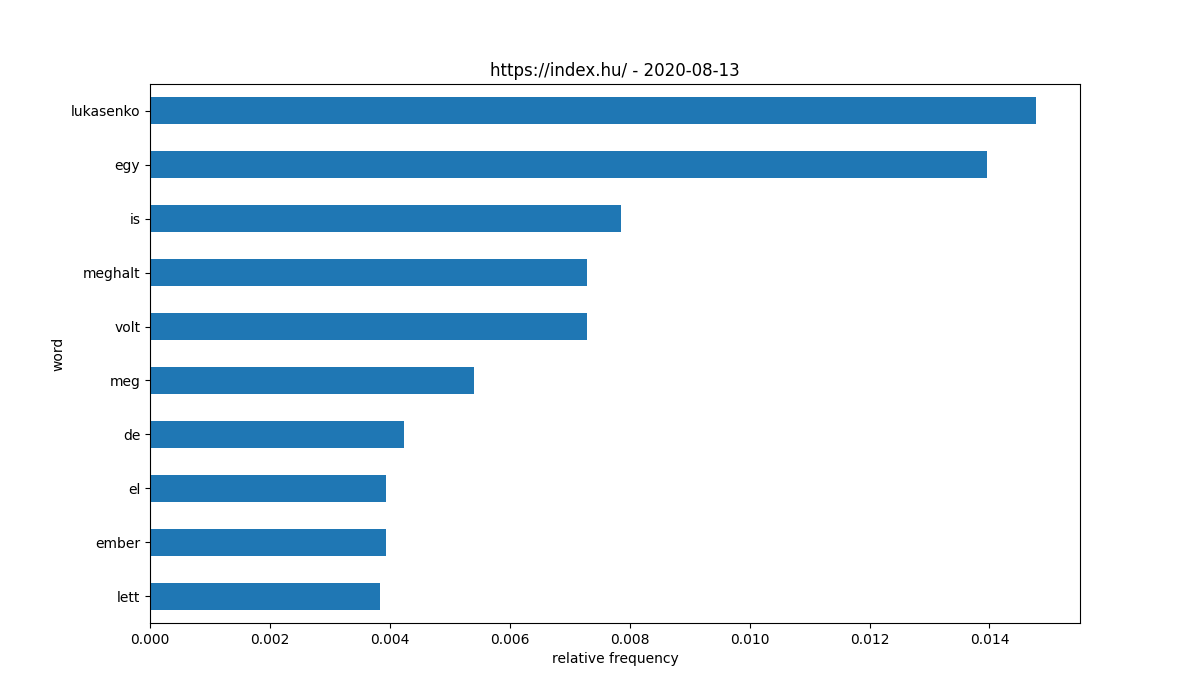 https://index.hu/ - 2020-08-13
lukasenko
egy
is
meghalt
volt
meg
de
el
ember
lett
word
0.000 0.002 0.004 0.006 0.008 0.010 0.012 0.014
relative frequency